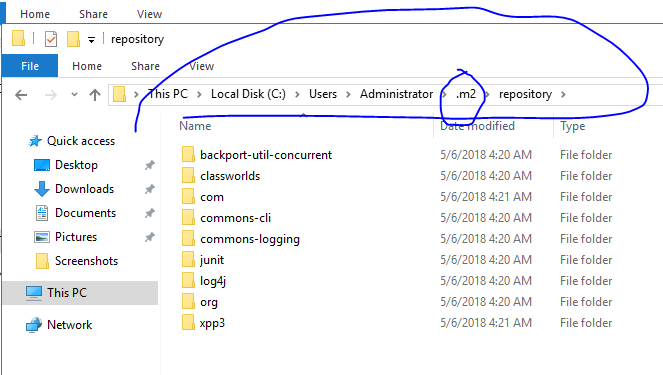 Home Share View
repository
File Home Share View
This PC Local Disk (C:) Users Administrator .m2 repository
Name Date modified Type
Quick access
Desktop
Downloads
Documents
Pictures
Screenshots
This PC
Network
backport-util-concurrent 5/6/2018 4:20 AM File folder
classworlds 5/6/2018 4:20 AM File folder
com 5/6/2018 4:21 AM File folder
commons-cli 5/6/2018 4:20 AM File folder
commons-logging 5/6/2018 4:20 AM File folder
junit 5/6/2018 4:20 AM File folder
log4j 5/6/2018 4:20 AM File folder
org 5/6/2018 4:20 AM File folder
xpp3 5/6/2018 4:21 AM File folder